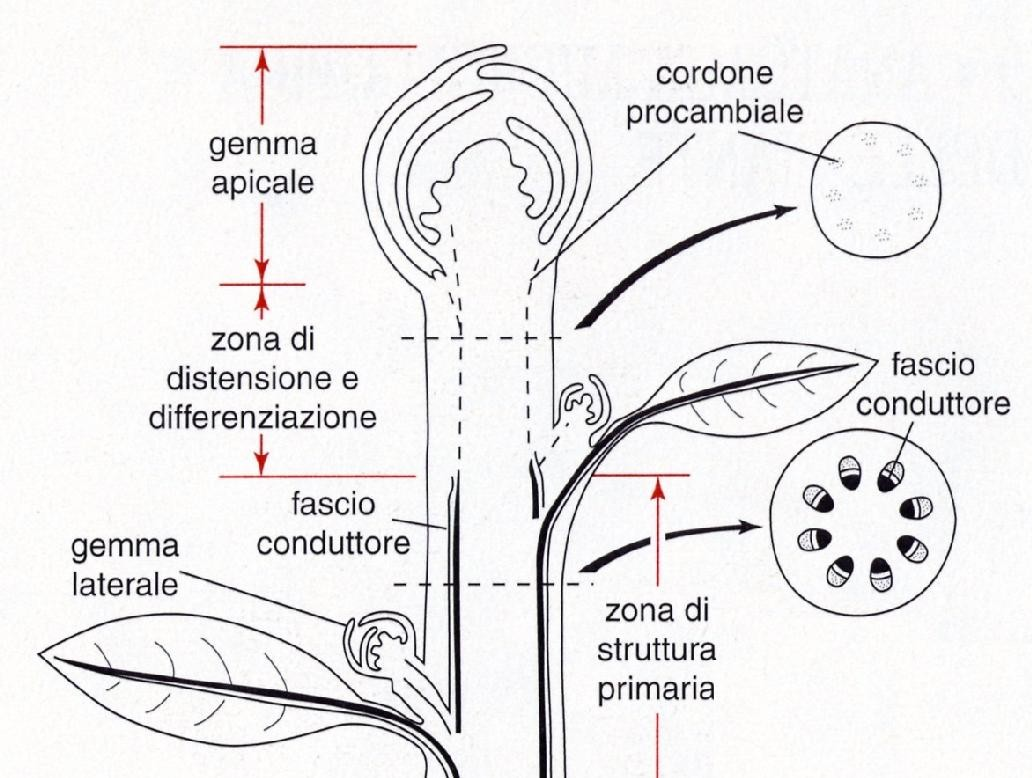 cordone
procambiale
gemma
apicale
zona di
distensione e
differenziazione
fascio
conduttore
fascio
conduttore
gemma
laterale
zona di
struttura
primaria